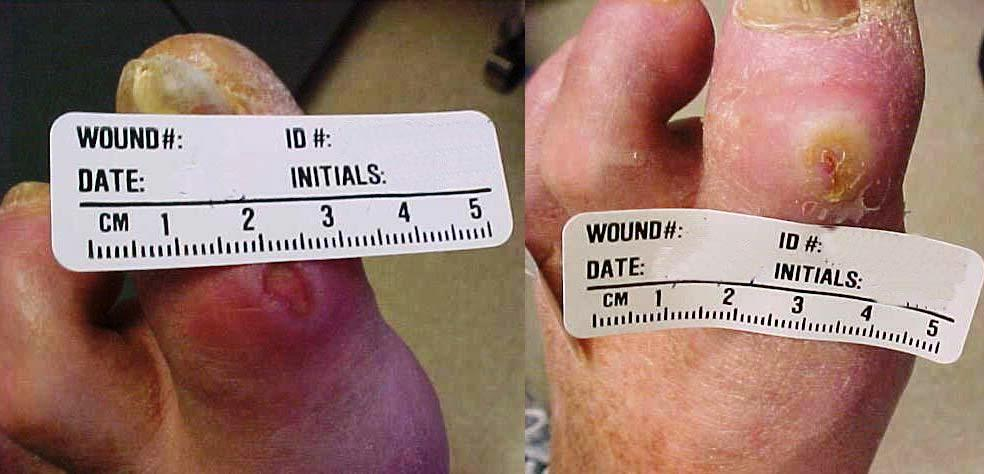 WOUND#: ID #:
DATE: INITIALS:
CM 1 2 3 4 5
WOUND#: ID #:
DATE: INITIALS:
CM 1 2 3 4 5